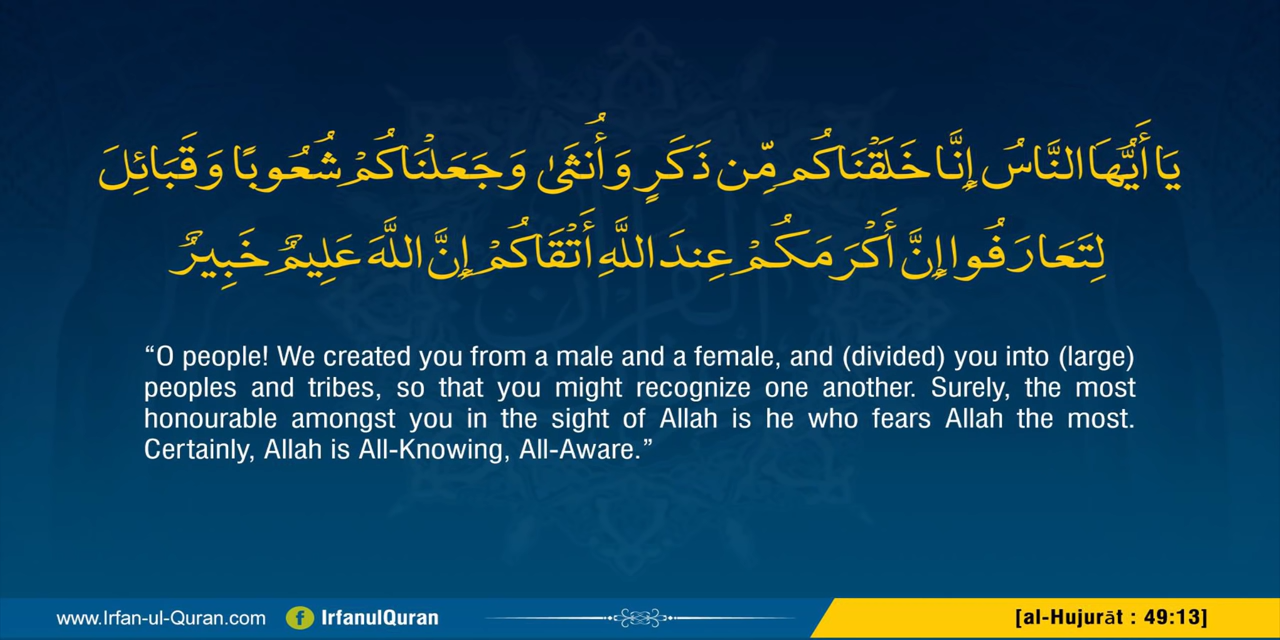 يَا أَيُّهَا النَّاسُ إِنَّا خَلَقْنَاكُم مِّن ذَكَرٍ وَأُنثَىٰ وَجَعَلْنَاكُمْ شُعُوبًا وَقَبَائِلَ
لِتَعَارَفُوا إِنَّ أَكْرَمَكُمْ عِندَ اللَّهِ أَتْقَاكُمْ إِنَّ اللَّهَ عَلِيمٌ خَبِيرٌ
“O people! We created you from a male and a female, and (divided) you into (large)
peoples and tribes, so that you might recognize one another. Surely, the most
honourable amongst you in the sight of Allah is he who fears Allah the most.
Certainly, Allah is All-Knowing, All-Aware.”
www.Irfan-ul-Quran.com f IrfanulQuran [al-Hujurāt : 49:13]